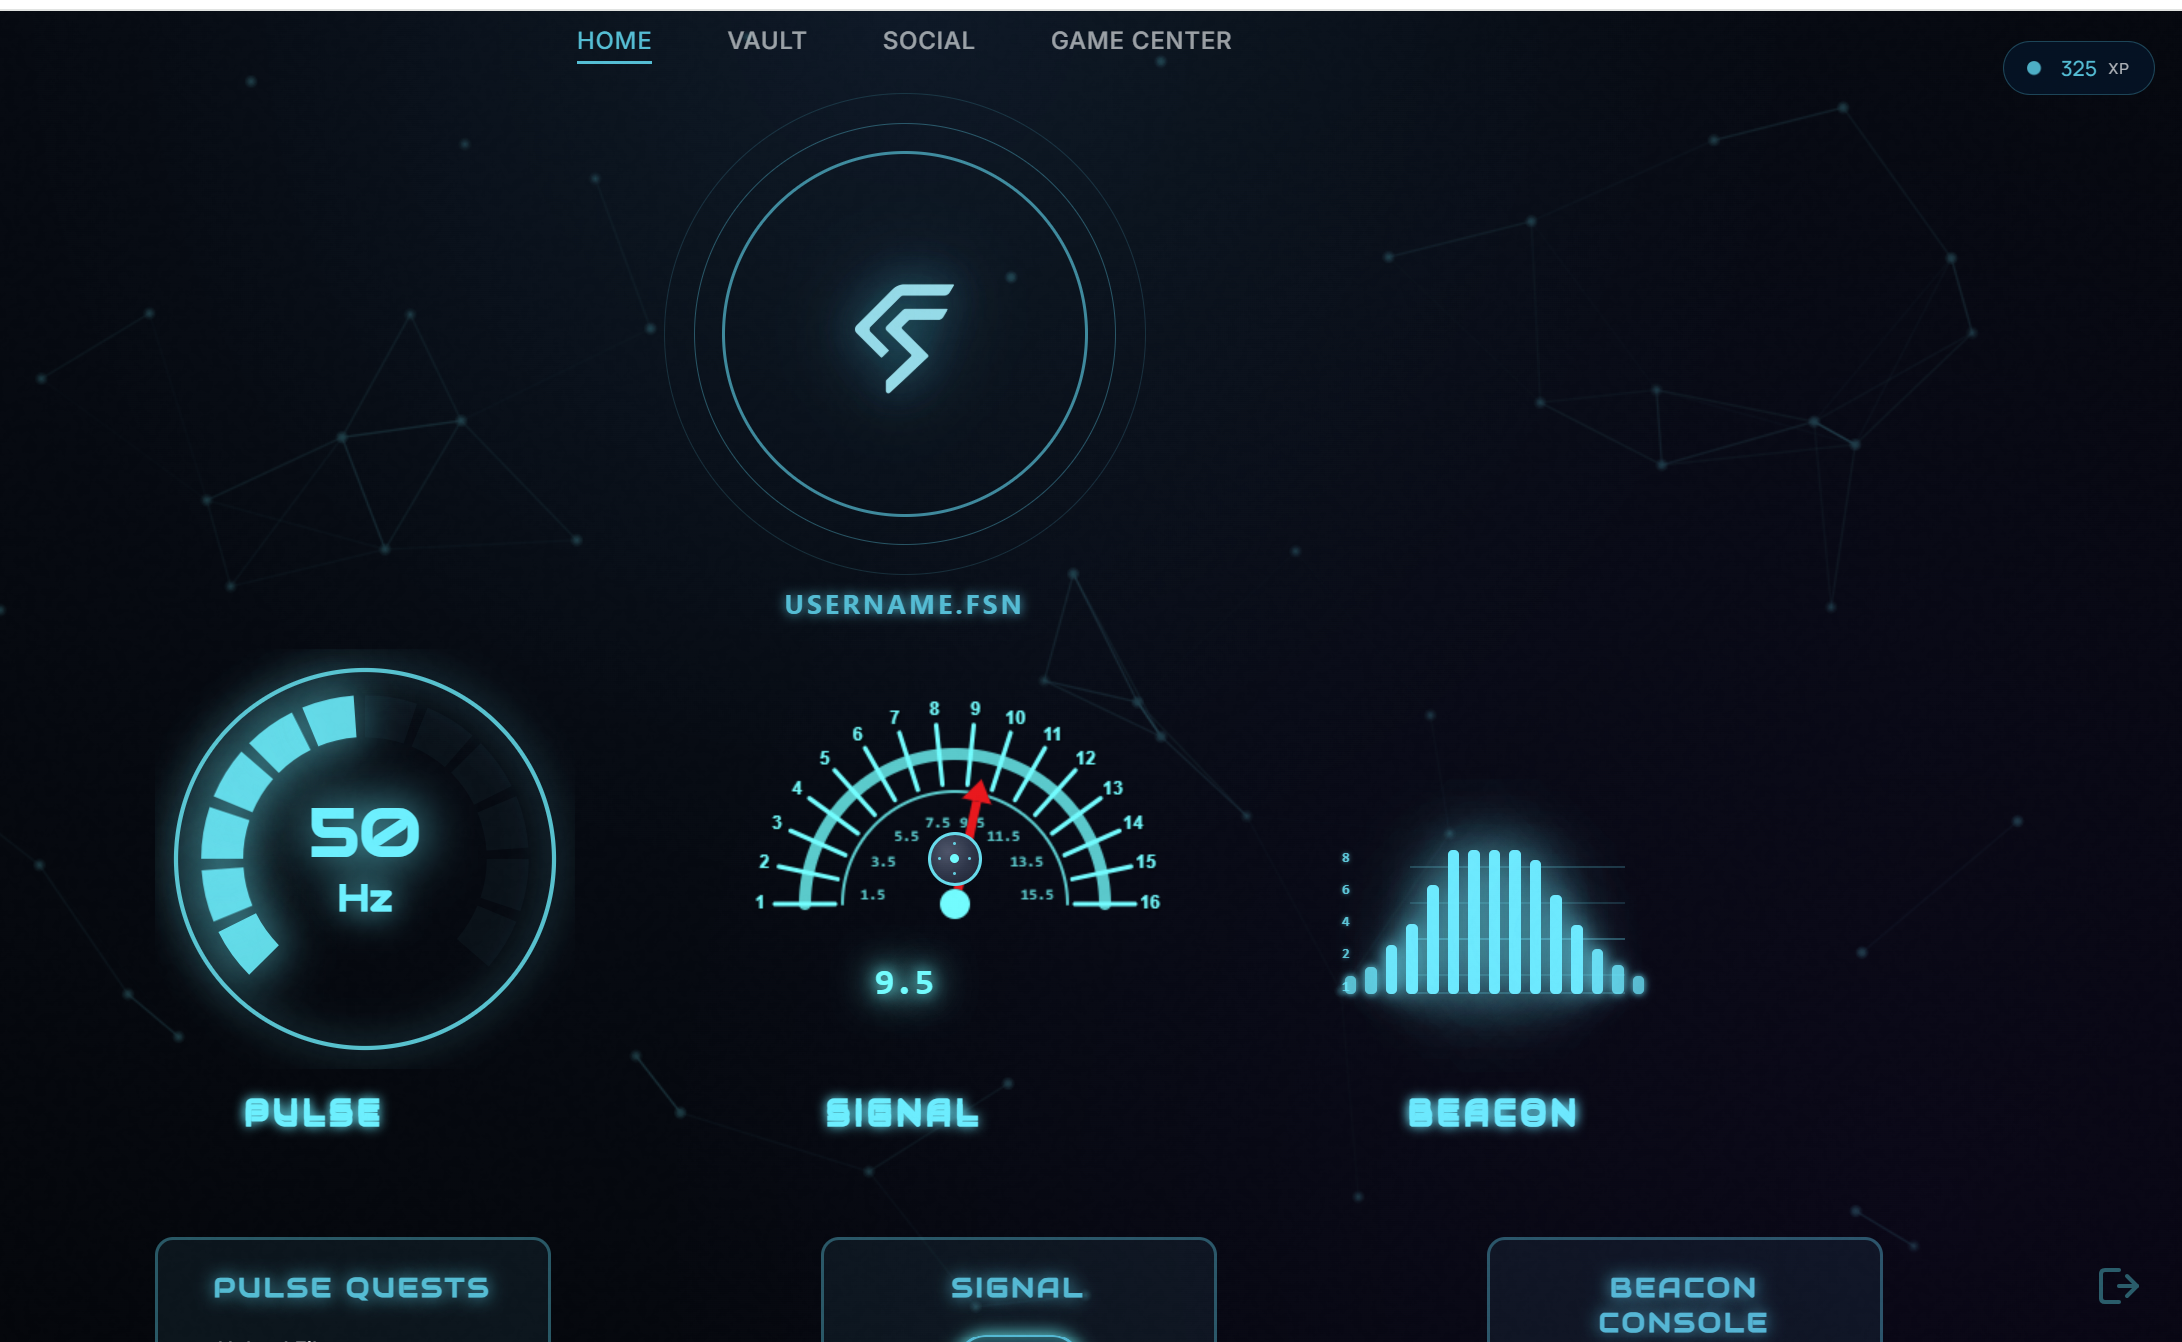 HOME VAULT SOCIAL GAME CENTER
325 XP
USERNAME.FSN
50
Hz
PULSE
1 2 3 4 5 6 7 8 9 10 11 12 13 14 15 16
1.5 3.5 5.5 7.5 11.5 13.5 15.5
9.5
SIGNAL
8
6
4
2
1
BEACON
PULSE QUESTS
SIGNAL
BEACON
CONSOLE